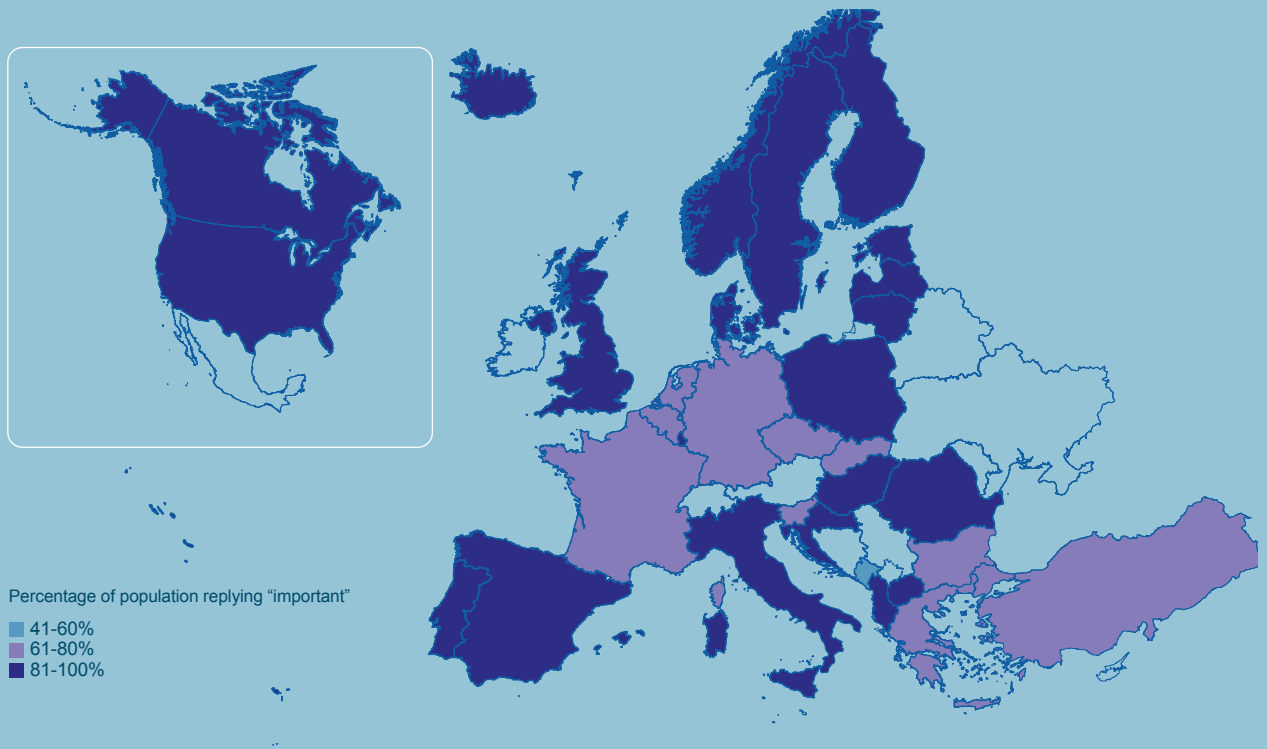 Percentage of population replying “important”
41-60%
61-80%
81-100%